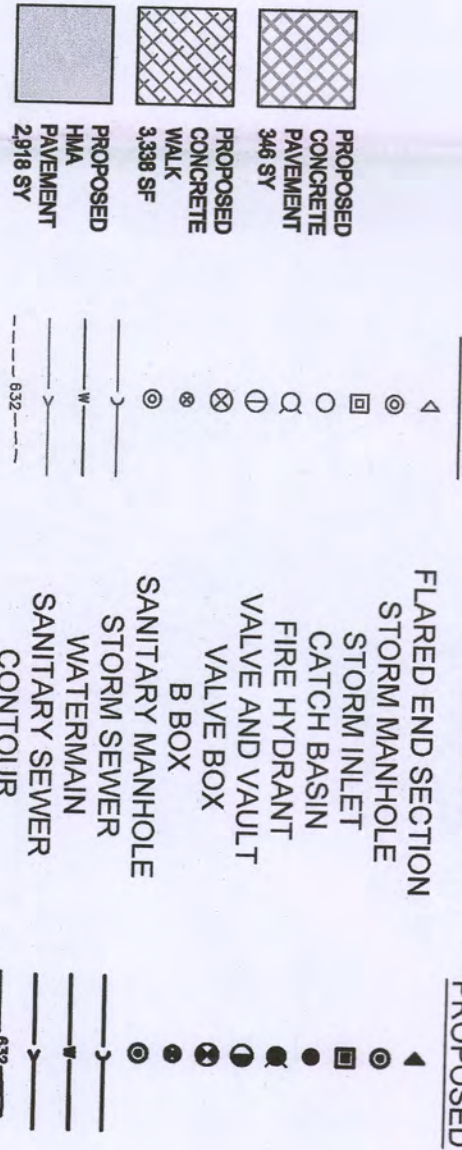 PROPOSED
FLARED END SECTION
STORM MANHOLE
STORM INLET
CATCH BASIN
FIRE HYDRANT
VALVE AND VAULT
VALVE BOX
B BOX
SANITARY MANHOLE
STORM SEWER
W WATERMAIN W
SANITARY SEWER
632 CONTOUR 632
PROPOSED
CONCRETE
PAVEMENT
346 SY
PROPOSED
CONCRETE
WALK
3,338 SF
PROPOSED
HMA
PAVEMENT
2,918 SY